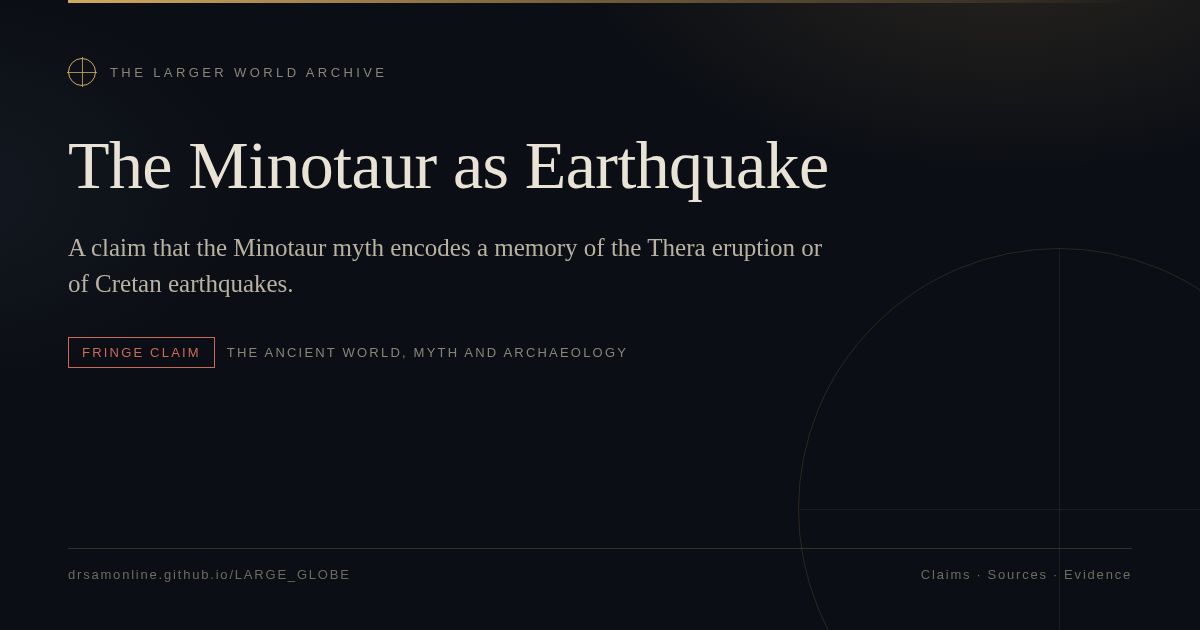 THE LARGER WORLD ARCHIVE
The Minotaur as Earthquake
A claim that the Minotaur myth encodes a memory of the Thera eruption or
of Cretan earthquakes.
FRINGE CLAIM THE ANCIENT WORLD, MYTH AND ARCHAEOLOGY
drsamonline.github.io/LARGE_GLOBE
Claims · Sources · Evidence